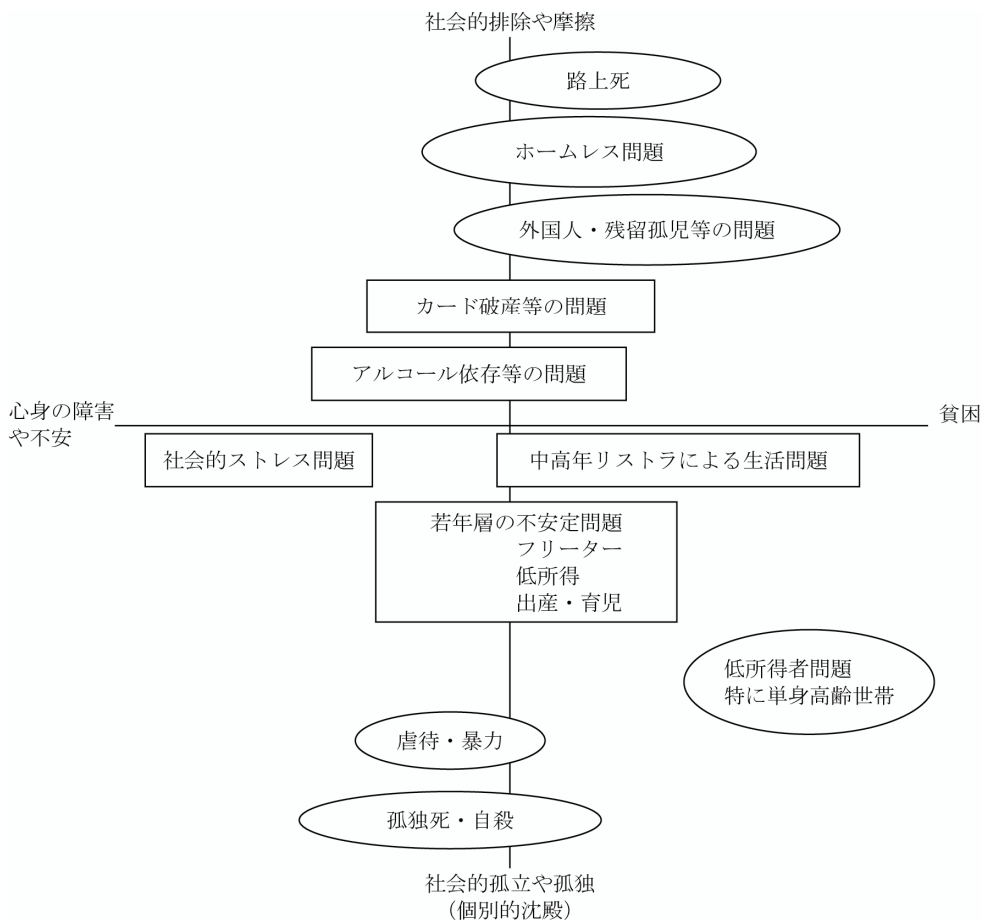 社会的排除や摩擦
路上死
ホームレス問題
外国人・残留孤児等の問題
カード破産等の問題
アルコール依存等の問題
心身の障害
や不安
貧困
社会的ストレス問題
中高年リストラによる生活問題
若年層の不安定問題
フリーター
低所得
出産・育児
低所得者問題
特に単身高齢世帯
虐待・暴力
孤独死・自殺
社会的孤立や孤独
（個別的沈殿）